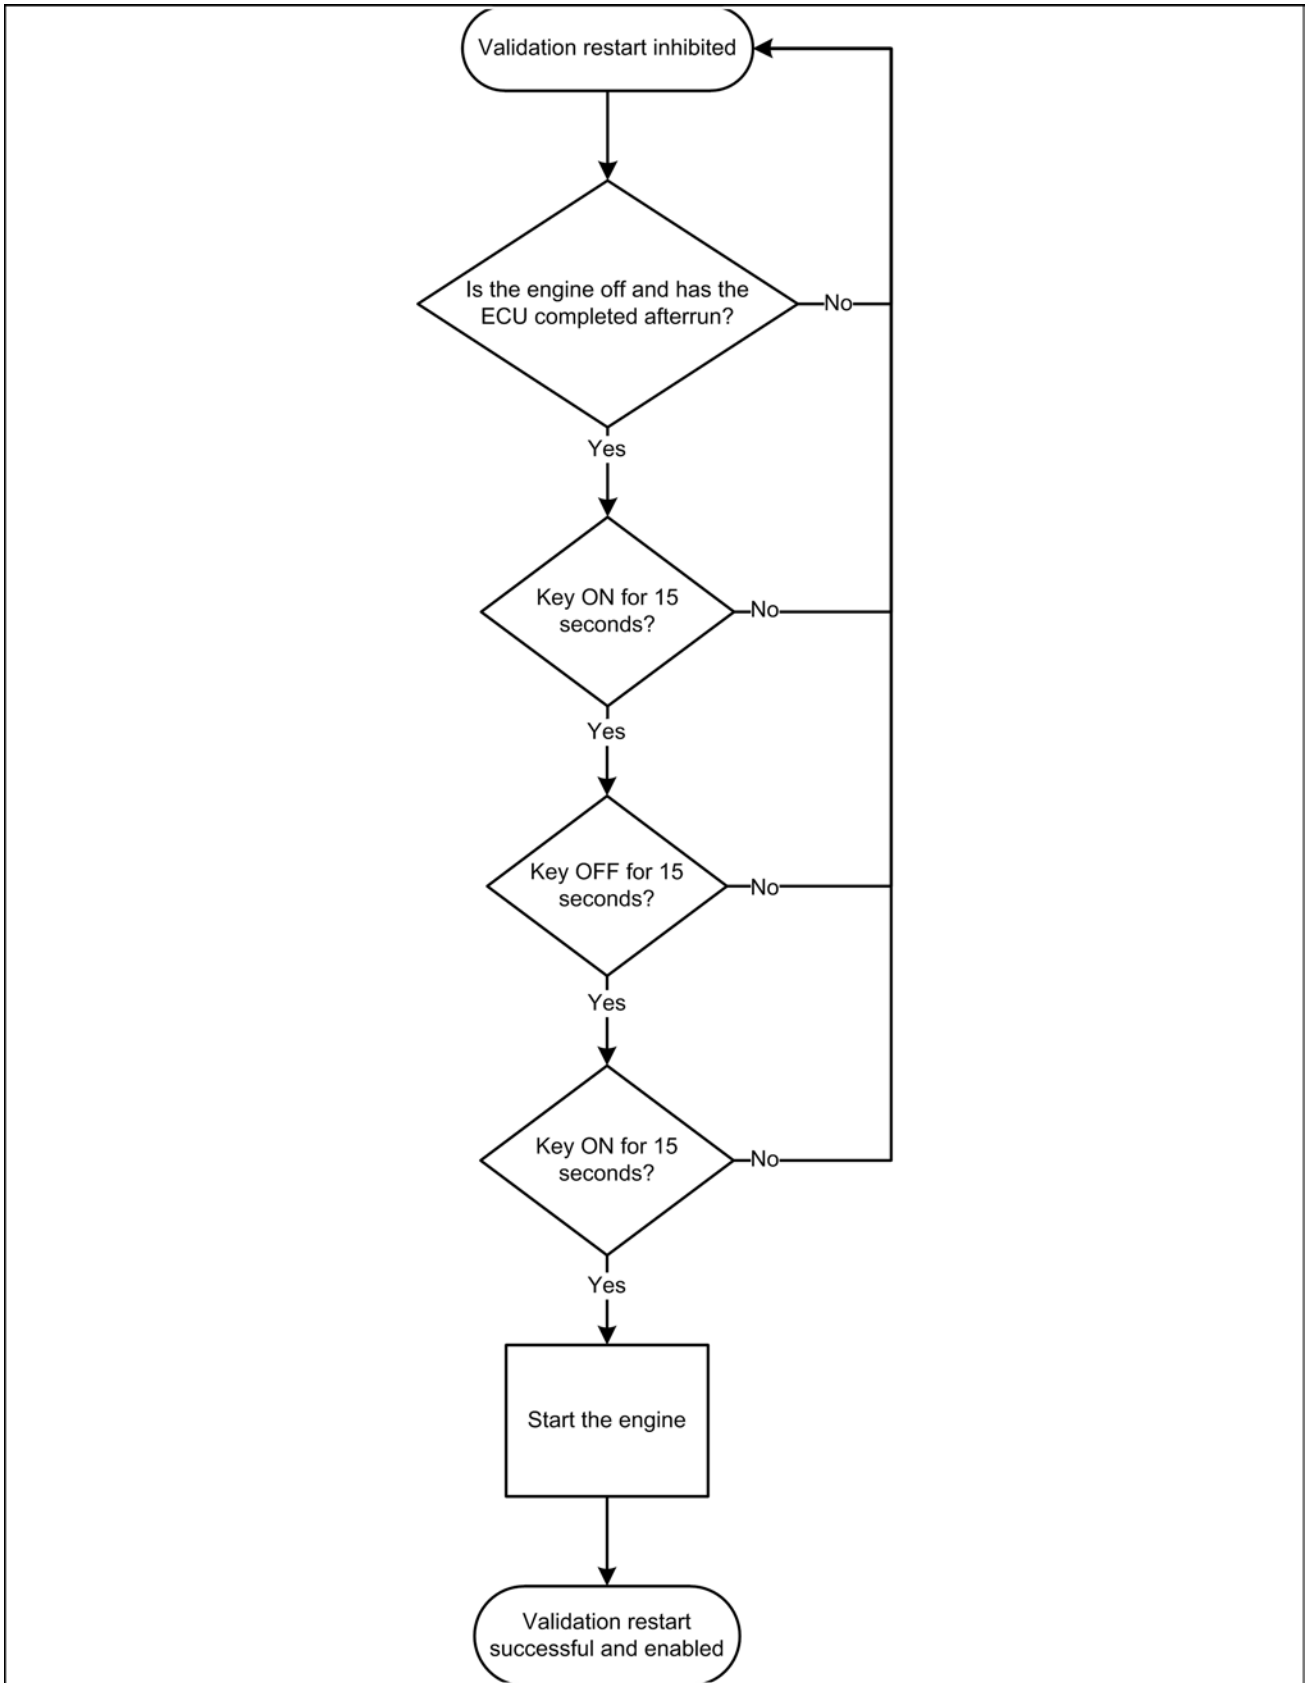 Validation restart inhibited
Is the engine off and has the
ECU completed afterrun?
No
Yes
Key ON for 15
seconds?
No
Yes
Key OFF for 15
seconds?
No
Yes
Key ON for 15
seconds?
No
Yes
Start the engine
Validation restart
successful and enabled